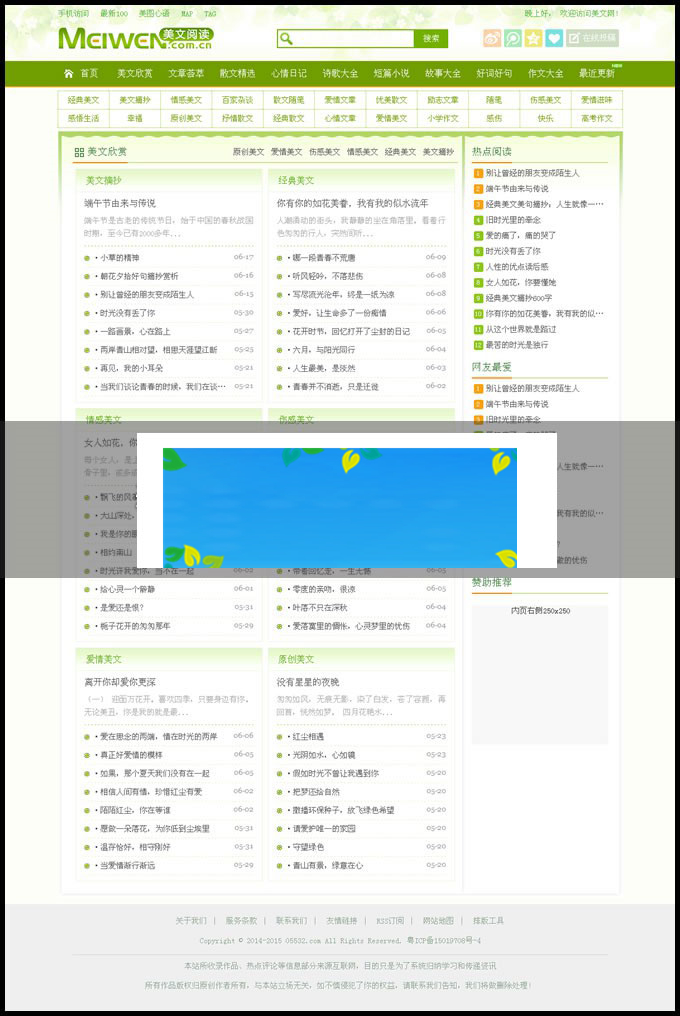 手机访问 最新100 美图心语 MAP TAG
晚上好, 欢迎访问美文网!
MEIWEN 美文阅读
.com.cn
搜索
在线投稿
首页 美文欣赏 文章荟萃 散文精选 心情日记 诗歌大全 短篇小说 故事大全 好词好句 作文大全 最近更新
经典美文 美文摘抄 情感美文 百家杂谈 散文随笔 爱情文章 优美散文 励志文章 随笔 伤感美文 爱情滋味
感悟生活 幸福 原创美文 抒情散文 经典散文 心情文章 爱情美文 小学作文 感伤 快乐 高考作文
美文欣赏
原创美文 爱情美文 伤感美文 情感美文 经典美文 美文摘抄
美文摘抄
端午节由来与传说
端午节是古老的传统节日,始于中国的春秋战国
时期,至今已有2000多年...
• 小草的精神 06-17
• 朝花夕拾好句摘抄赏析 06-16
• 别让曾经的朋友变成陌生人 06-15
• 时光没有丢了你 05-30
• 一路画景,心在路上 05-27
• 两岸青山相对望,相思天涯望江断 05-25
• 再见,我的小耳朵 05-21
• 当我们谈论青春的时候,我们在谈… 05-21
经典美文
你有你的如花美眷,我有我的似水流年
人潮涌动的街头,我静静的坐在角落里。看着行
色匆匆的行人,突然间听...
• 哪一段青春不荒唐 06-09
• 听风轻吟,不落悲伤 06-08
• 写尽流光沧年,终是一纸为凉 06-08
• 爱好,让生命多了一份痴情 06-06
• 花开时节,回忆打开了尘封的日记 06-05
• 六月,与阳光同行 06-04
• 人生最美,是淡然 06-03
• 青春并不消逝,只是迁徙 06-02
热点阅读
1 别让曾经的朋友变成陌生人
2 端午节由来与传说
3 经典美文美句摘抄,人生就像一…
4 旧时光里的牵念
5 爱的痛了,痛的哭了
6 时光没有丢了你
7 人性的优点读后感
8 女人如花,你要懂她
9 经典美文摘抄600字
10 你有你的如花美眷,我有我的似…
11 从这个世界就是路过
12 最苦的时光是独行
网友最爱
1 别让曾经的朋友变成陌生人
2 端午节由来与传说
3 旧时光里的牵念
人生就像一…
我有我的似…
情感美文
女人如花,你
• 飘飞的风
• 大山深处,
• 我是你的
• 相约南山
• 时光许我爱你,当不在一起 06-02
• 给心灵一个静静 06-01
• 是爱还是恨? 05-31
• 栀子花开的匆匆那年 05-29
伤感美文
• 带着回忆走,一生无悔 06-05
• 零度的亲吻,很凉 06-05
• 叶落不只在深秋 06-04
• 爱落寞里的惆怅,心灵梦里的忧伤 06-04
赞助推荐
内页右侧250x250
爱情美文
离开你却爱你更深
(一) 迎面万花开。喜欢四季,只要身边有你。
无论美丑,你是我的就是最...
• 爱在思念的两端,情在时光的两岸 06-06
• 真正好爱情的模样 06-05
• 如果,那个夏天我们没有在一起 06-05
• 相信人间有情,珍惜红尘有爱 06-02
• 陌陌红尘,你在等谁 06-02
• 愿做一朵落花,为你低到尘埃里 05-31
• 温存恰好,相守刚好 05-31
• 当爱情渐行渐远 05-29
原创美文
没有星星的夜晚
匆匆如风,无痕无影,染了白发,苍了容颜,再
回首,恍然如梦。 四月花艳水...
• 红尘相遇 05-23
• 光阴如水,心如镜 05-23
• 假如时光不曾让我遇到你 05-20
• 把梦还给自然 05-20
• 撒播环保种子,放飞绿色希望 05-20
• 请爱护唯一的家园 05-20
• 守望绿色 05-20
• 青山有景,绿意在心 05-20
关于我们 | 服务条款 | 联系我们 | 友情链接 | RSS订阅 | 网站地图 | 排版工具
Copyright © 2014-2015 05532.com All Rights Reserved. 粤ICP备15019708号-4
本站所收录作品、热点评论等信息部分来源互联网,目的只是为了系统归纳学习和传递资讯
所有作品版权归原创作者所有,与本站立场无关,如不慎侵犯了你的权益,请联系我们告知,我们将做删除处理!